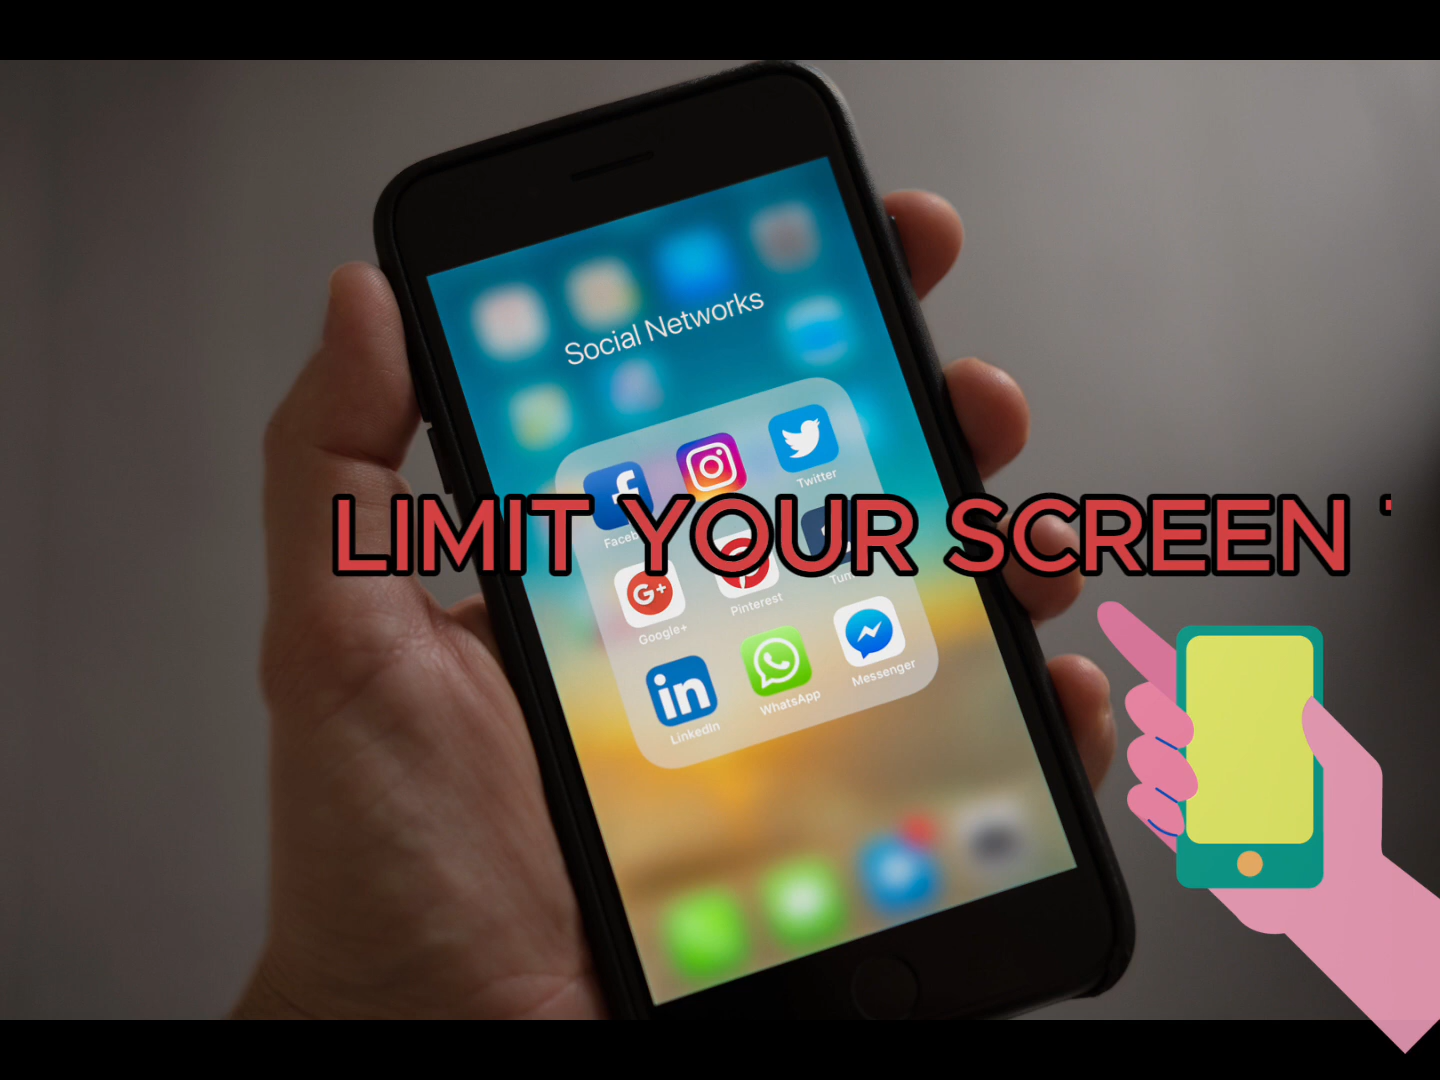 Social Networks
Twitter
LIMIT YOUR SCREEN
Google+
Pinterest
Messenger
WhatsApp
LinkedIn